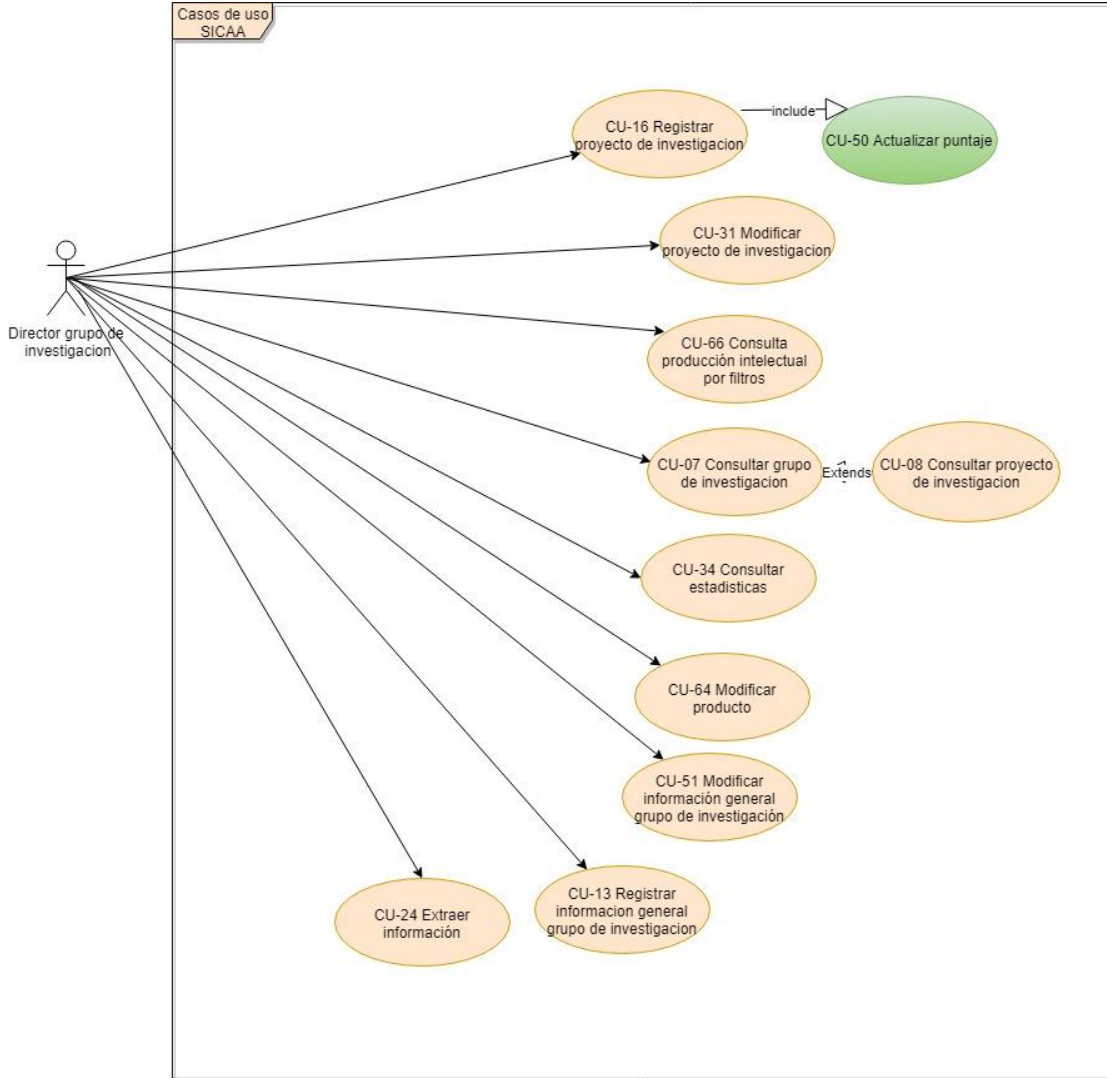 Casos de uso
SICAA
CU-16 Registrar
proyecto de investigacion
include
CU-50 Actualizar puntaje
CU-31 Modificar
proyecto de investigacion
Director grupo de
investigacion
CU-66 Consulta
producción intelectual
por filtros
CU-07 Consultar grupo
de investigacion
Extends
CU-08 Consultar proyecto
de investigacion
CU-34 Consultar
estadisticas
CU-64 Modificar
producto
CU-51 Modificar
información general
grupo de investigación
CU-13 Registrar
informacion general
grupo de investigacion
CU-24 Extraer
información